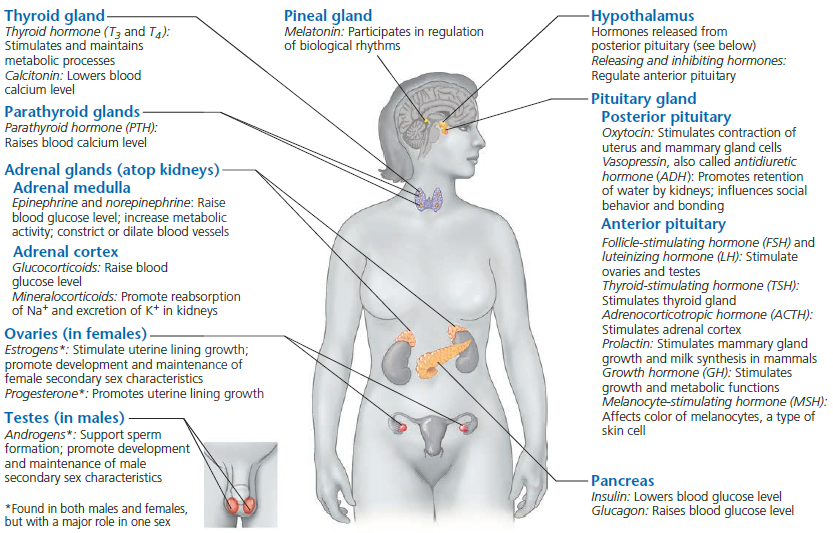 Thyroid gland
Thyroid hormone (T3 and T4):
Stimulates and maintains
metabolic processes
Calcitonin: Lowers blood
calcium level
Parathyroid glands
Parathyroid hormone (PTH):
Raises blood calcium level
Adrenal glands (atop kidneys)
Adrenal medulla
Epinephrine and norepinephrine: Raise
blood glucose level; increase metabolic
activity; constrict or dilate blood vessels
Adrenal cortex
Glucocorticoids: Raise blood
glucose level
Mineralocorticoids: Promote reabsorption
of Na+ and excretion of K+ in kidneys
Ovaries (in females)
Estrogens*: Stimulate uterine lining growth;
promote development and maintenance of
female secondary sex characteristics
Progesterone*: Promotes uterine lining growth
Testes (in males)
Androgens*: Support sperm
formation; promote development
and maintenance of male
secondary sex characteristics
*Found in both males and females,
but with a major role in one sex
Pineal gland
Melatonin: Participates in regulation
of biological rhythms
Hypothalamus
Hormones released from
posterior pituitary (see below)
Releasing and inhibiting hormones:
Regulate anterior pituitary
Pituitary gland
Posterior pituitary
Oxytocin: Stimulates contraction of
uterus and mammary gland cells
Vasopressin, also called antidiuretic
hormone (ADH): Promotes retention
of water by kidneys; influences social
behavior and bonding
Anterior pituitary
Follicle-stimulating hormone (FSH) and
luteinizing hormone (LH): Stimulate
ovaries and testes
Thyroid-stimulating hormone (TSH):
Stimulates thyroid gland
Adrenocorticotropic hormone (ACTH):
Stimulates adrenal cortex
Prolactin: Stimulates mammary gland
growth and milk synthesis in mammals
Growth hormone (GH): Stimulates
growth and metabolic functions
Melanocyte-stimulating hormone (MSH):
Affects color of melanocytes, a type of
skin cell
Pancreas
Insulin: Lowers blood glucose level
Glucagon: Raises blood glucose level